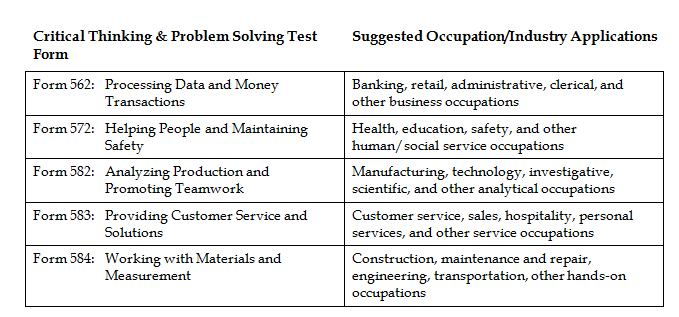 Critical Thinking & Problem Solving Test Form
Suggested Occupation/Industry Applications
Form 562: Processing Data and Money Transactions
Banking, retail, administrative, clerical, and other business occupations
Form 572: Helping People and Maintaining Safety
Health, education, safety, and other human/social service occupations
Form 582: Analyzing Production and Promoting Teamwork
Manufacturing, technology, investigative, scientific, and other analytical occupations
Form 583: Providing Customer Service and Solutions
Customer service, sales, hospitality, personal services, and other service occupations
Form 584: Working with Materials and Measurement
Construction, maintenance and repair, engineering, transportation, other hands-on occupations